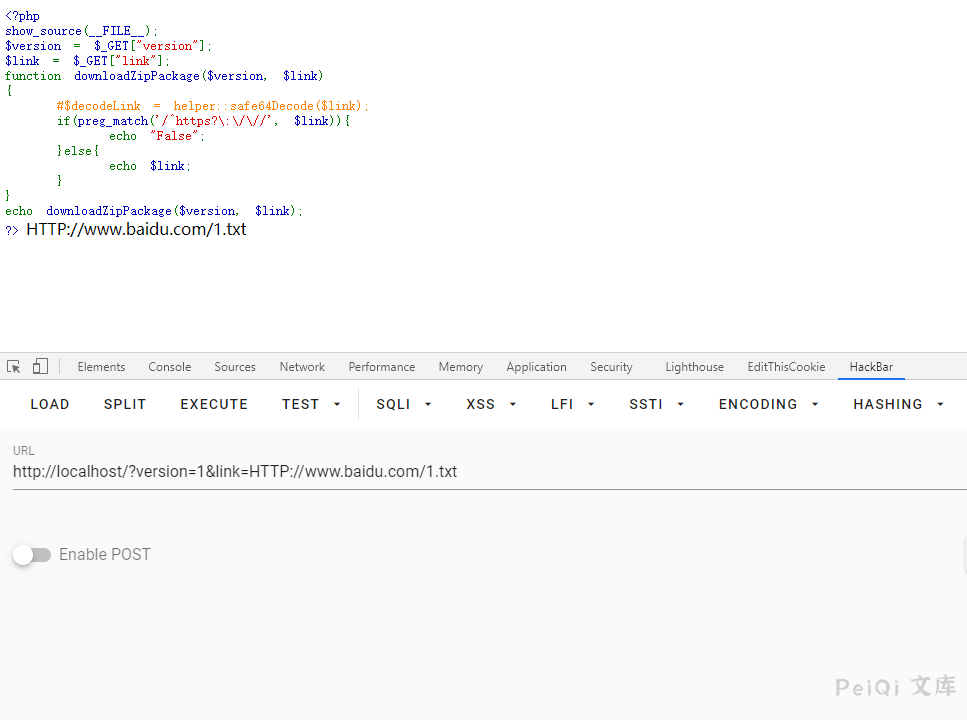 <?php
show_source(__FILE__);
$version = $_GET["version"];
$link = $_GET["link"];
function downloadZipPackage($version, $link)
{
#$decodeLink = helper::safe64Decode($link);
if(preg_match('/^https?\:\/\//', $link)){
echo "False";
}else{
echo $link;
}
}
echo downloadZipPackage($version, $link);
?> HTTP://www.baidu.com/1.txt
Elements Console Sources Network Performance Memory Application Security Lighthouse EditThisCookie HackBar
LOAD SPLIT EXECUTE TEST SQLI XSS LFI SSTI ENCODING HASHING
URL
http://localhost/?version=1&link=HTTP://www.baidu.com/1.txt
Enable POST
PeiQi 文库